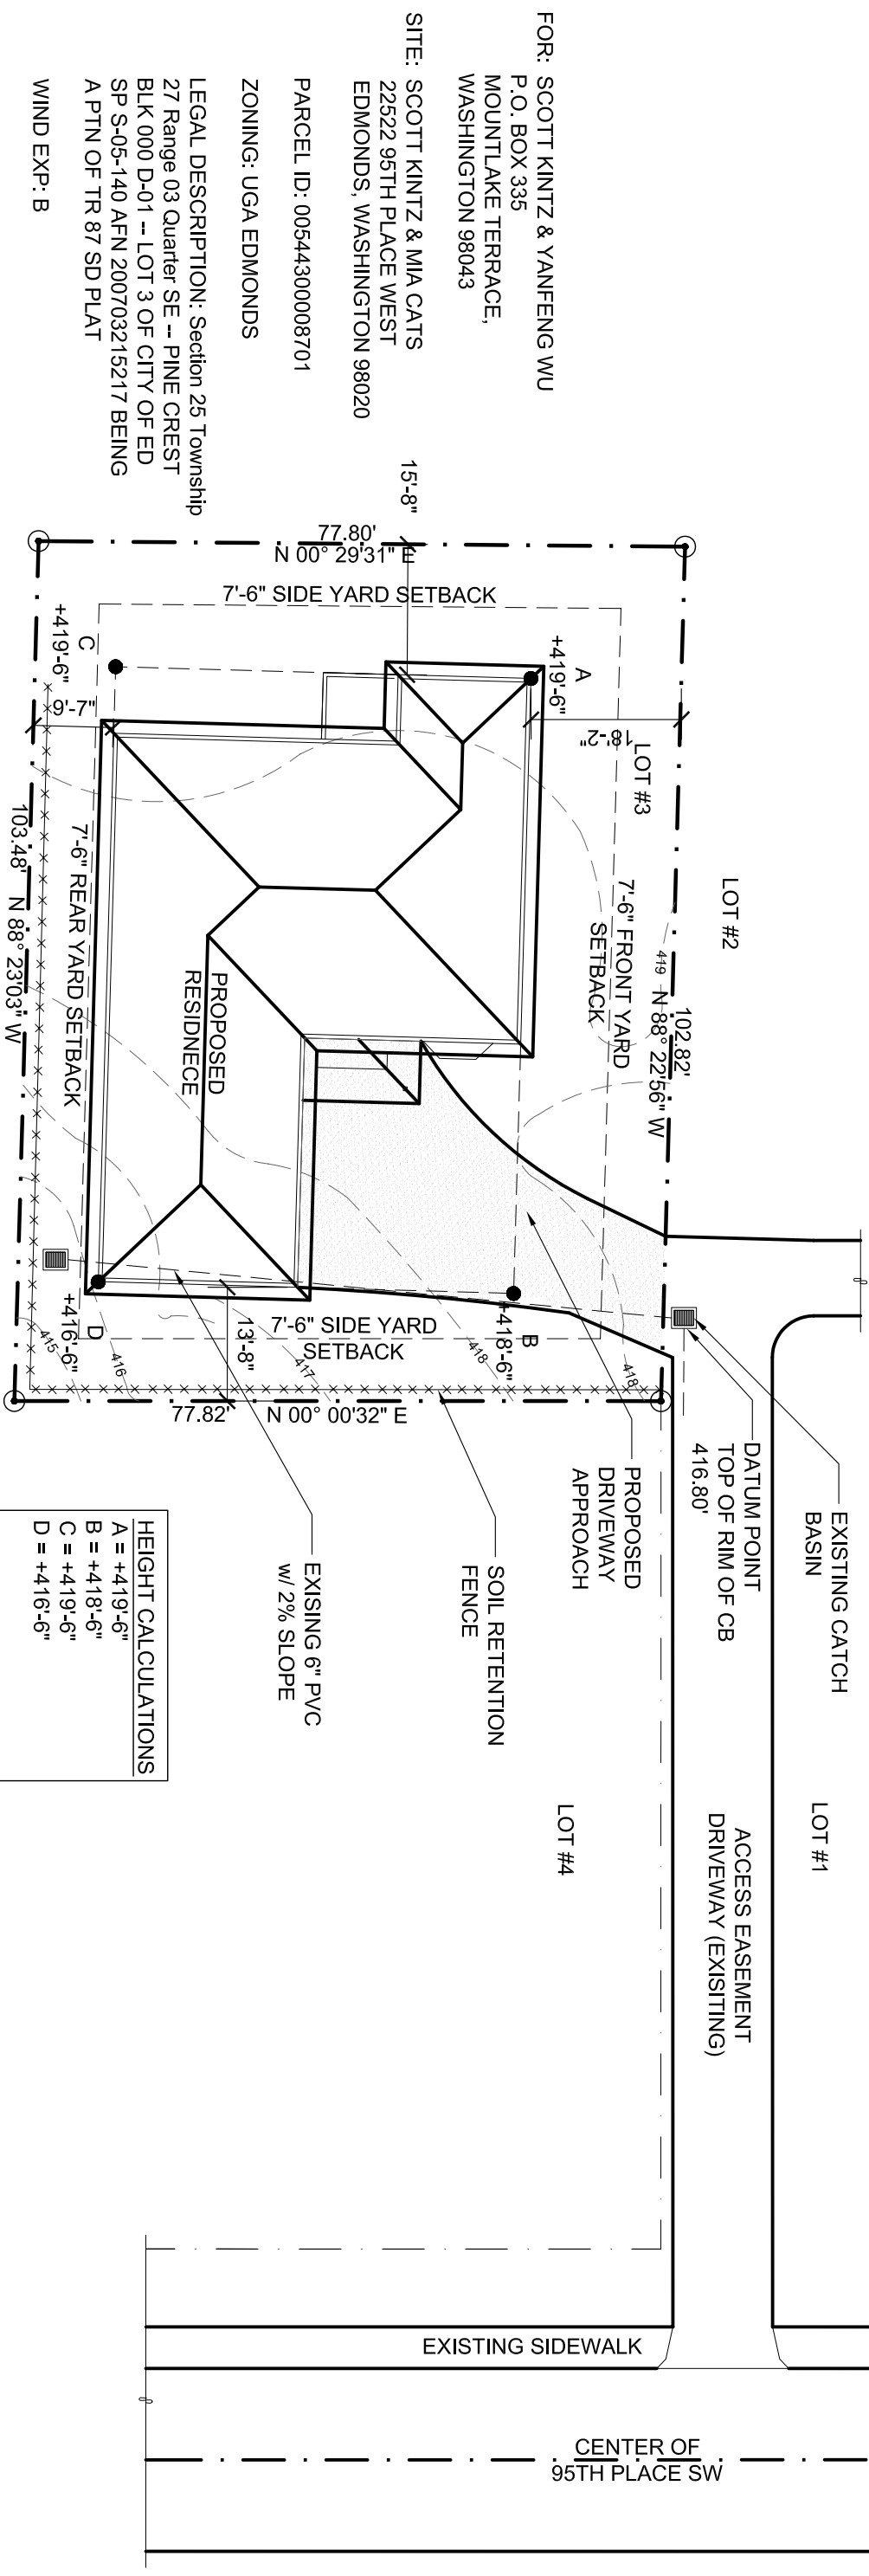 FOR: SCOTT KINTZ & YANFENG WU
P.O. BOX 335
MOUNTLAKE TERRACE,
WASHINGTON 98043
SITE: SCOTT KINTZ & MIA CATS
22522 95TH PLACE WEST
EDMONDS, WASHINGTON 98020
PARCEL ID: 00544300008701
ZONING: UGA EDMONDS
LEGAL DESCRIPTION: Section 25 Township
27 Range 03 Quarter SE -- PINE CREST
BLK 000 D-01 -- LOT 3 OF CITY OF ED
SP S-05-140 AFN 200703215217 BEING
A PTN OF TR 87 SD PLAT
WIND EXP: B
15'-8"
77.80'
N 00° 29'31" E
7'-6" SIDE YARD SETBACK
A
+419'-6"
C
+419'-6"
9'-7"
18'-2"
LOT #3
LOT #2
7'-6" FRONT YARD
SETBACK
419
102.82'
N 88° 22'56" W
7'-6" REAR YARD SETBACK
103.48'
N 88° 23'03" W
PROPOSED
RESIDNECE
B
+418'-6"
D
+416'-6"
7'-6" SIDE YARD
SETBACK
13'-8"
415
416
417
418
418
77.82'
N 00° 00'32" E
EXISTING CATCH
BASIN
DATUM POINT
TOP OF RIM OF CB
416.80'
PROPOSED
DRIVEWAY
APPROACH
SOIL RETENTION
FENCE
EXISING 6" PVC
w/ 2% SLOPE
HEIGHT CALCULATIONS
A = +419'-6"
B = +418'-6"
C = +419'-6"
D = +416'-6"
LOT #1
ACCESS EASEMENT
DRIVEWAY (EXISITING)
LOT #4
EXISTING SIDEWALK
CENTER OF
95TH PLACE SW